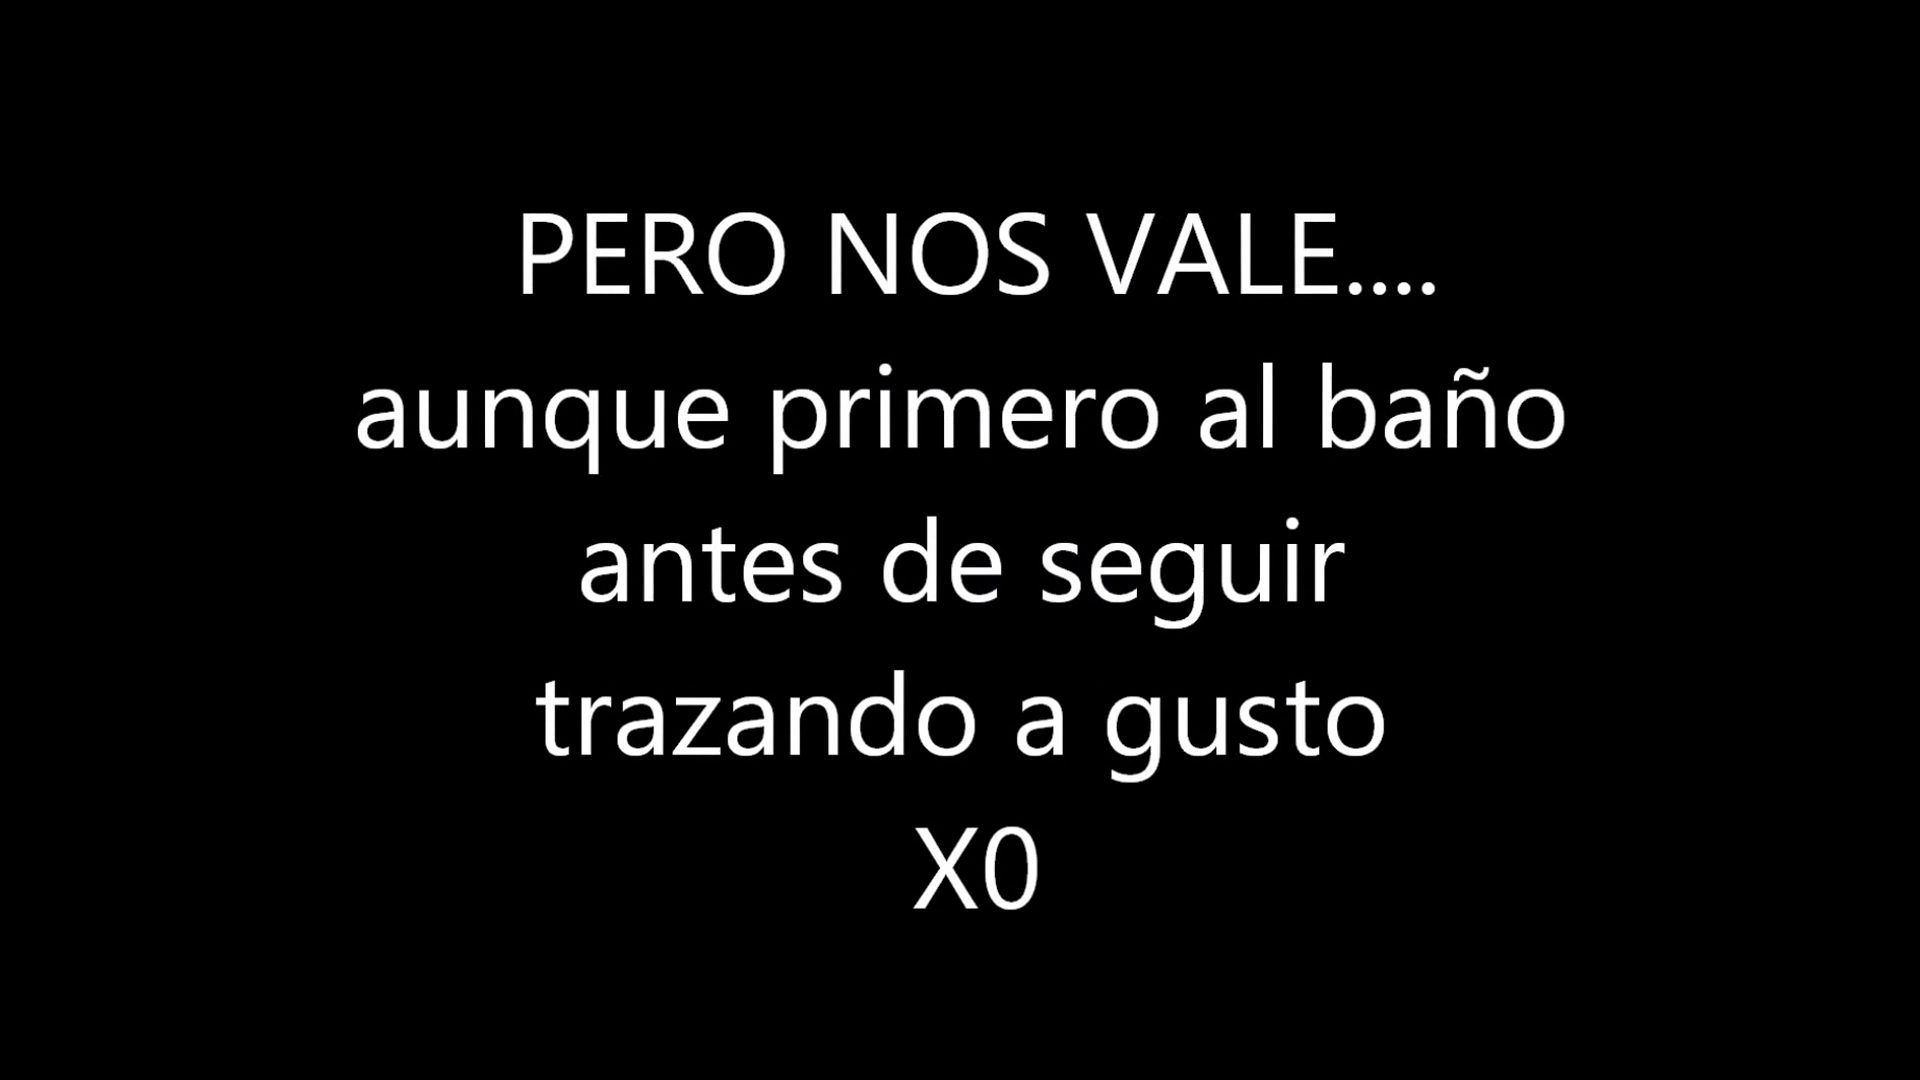 PERO NOS VALE....
aunque primero al baño
antes de seguir
trazando a gusto
X0